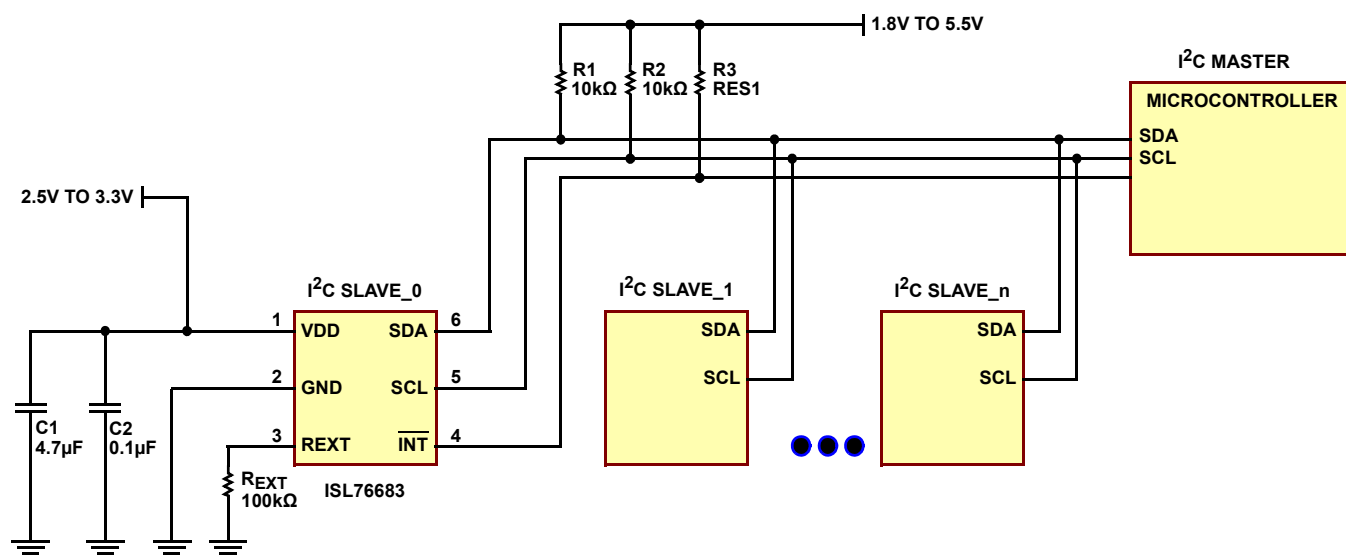 1.8V TO 5.5V
R1
10kΩ
R2
10kΩ
R3
RES1
I²C MASTER
MICROCONTROLLER
SDA
SCL
2.5V TO 3.3V
I²C SLAVE_0
1
VDD
SDA
6
2
GND
SCL
5
3
REXT
I̅N̅T̅
4
C1
4.7µF
C2
0.1µF
REXT
100kΩ
ISL76683
I²C SLAVE_1
SDA
SCL
I²C SLAVE_n
SDA
SCL